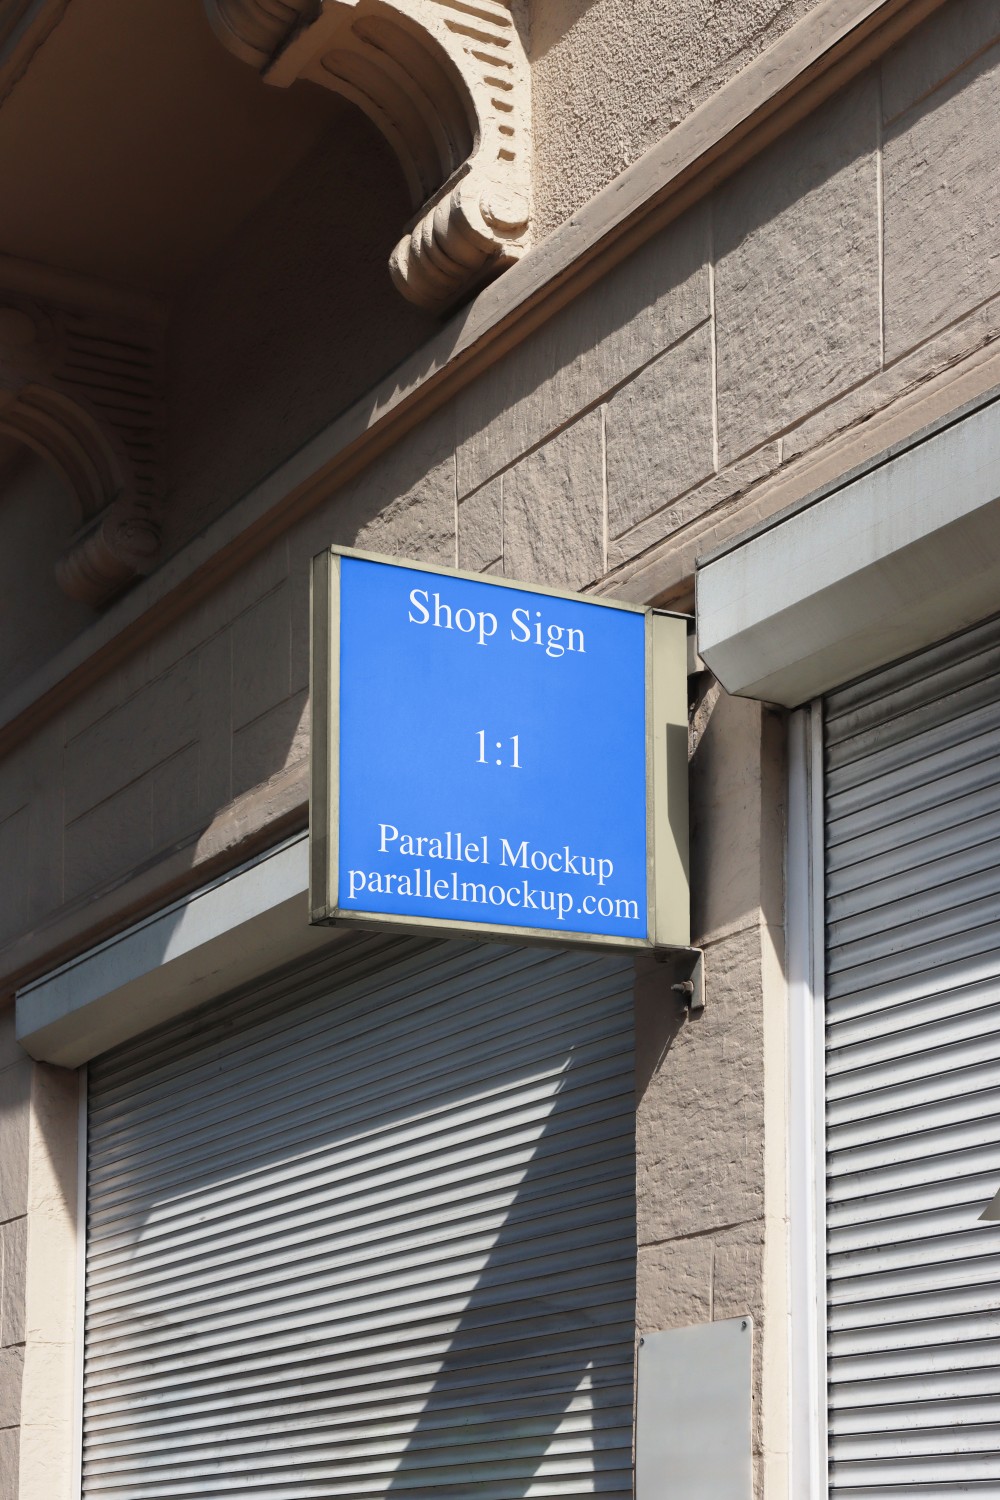 Shop Sign
1:1
Parallel Mockup
parallelmockup.com